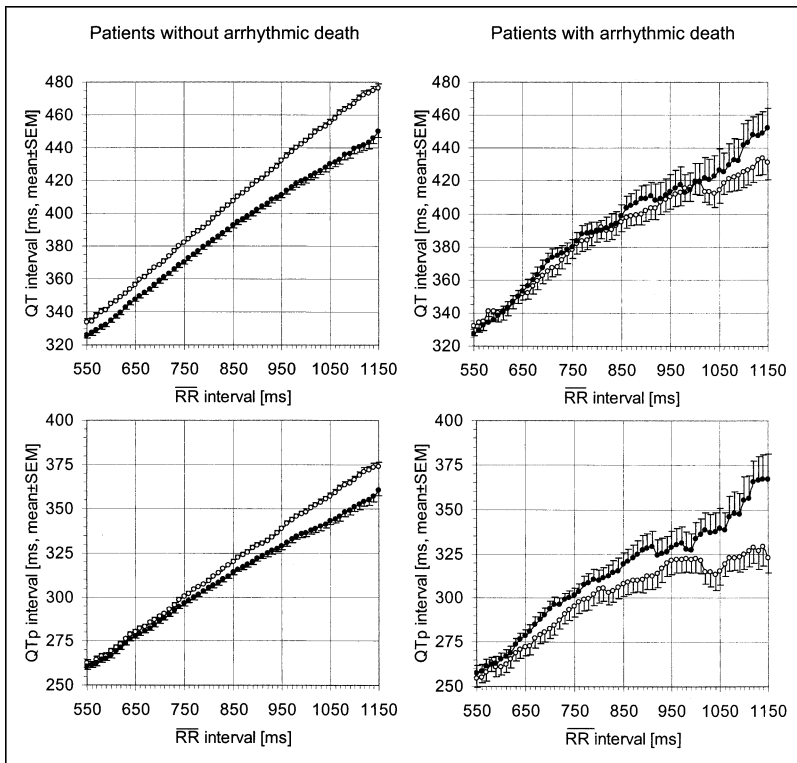 Patients without arrhythmic death
Patients with arrhythmic death
QT interval [ms, mean±SEM]
480
460
440
420
400
380
360
340
320
550 650 750 850 950 1050 1150
RR interval [ms]
QT interval [ms, mean±SEM]
480
460
440
420
400
380
360
340
320
550 650 750 850 950 1050 1150
RR interval [ms]
QTp interval [ms, mean±SEM]
400
375
350
325
300
275
250
550 650 750 850 950 1050 1150
RR interval [ms]
QTp interval [ms, mean±SEM]
400
375
350
325
300
275
250
550 650 750 850 950 1050 1150
RR interval [ms]